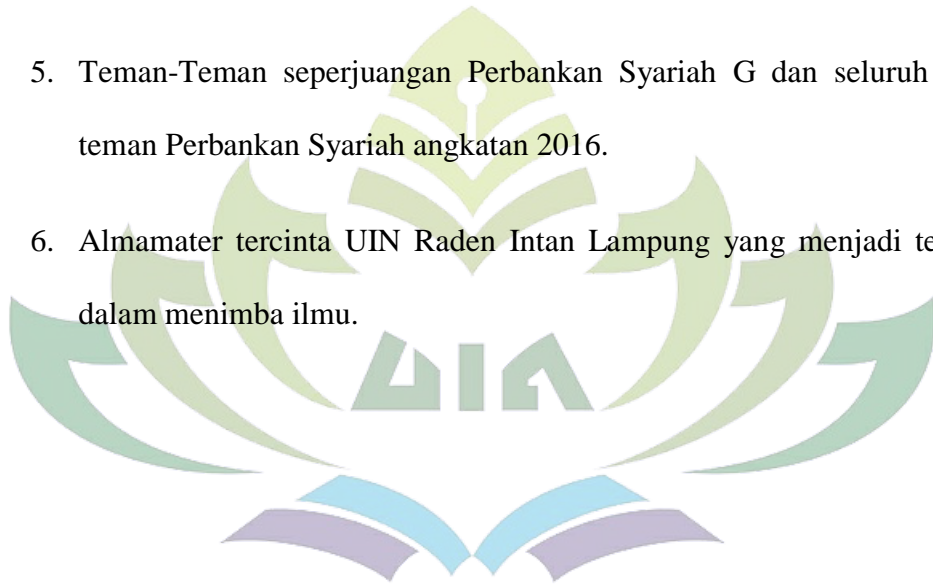 5. Teman-Teman seperjuangan Perbankan Syariah G dan seluruh
teman Perbankan Syariah angkatan 2016.
6. Almamater tercinta UIN Raden Intan Lampung yang menjadi
dalam menimba ilmu.
UIN